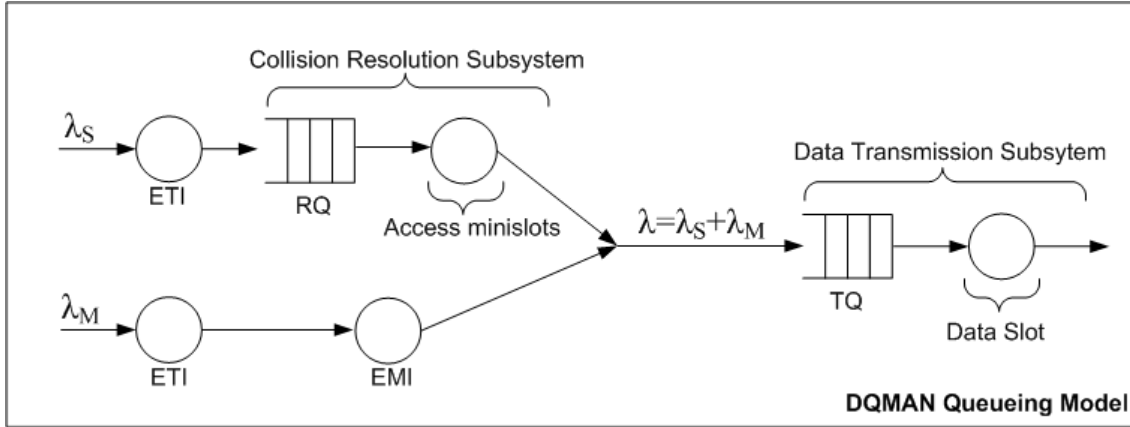 Collision Resolution Subsystem
λS
ETI
RQ
Access minislots
λ=λS+λM
Data Transmission Subsytem
TQ
Data Slot
λM
ETI
EMI
DQMAN Queueing Model